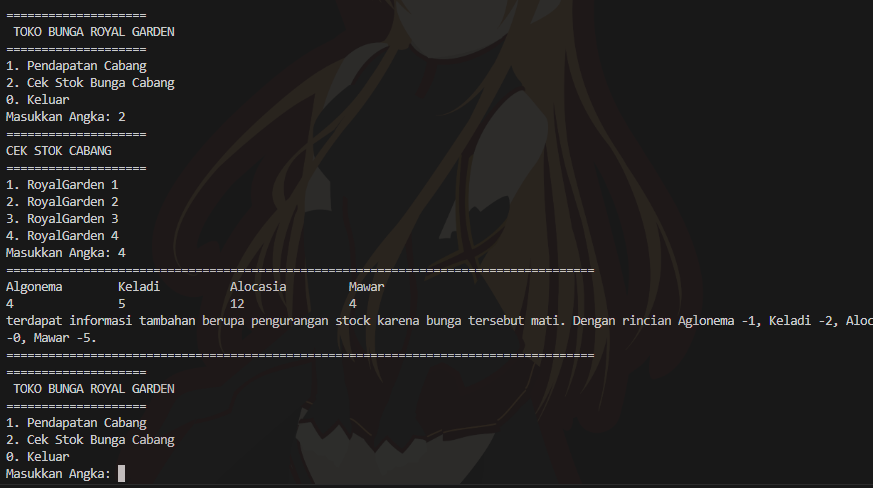 ====================
TOKO BUNGA ROYAL GARDEN
====================
1. Pendapatan Cabang
2. Cek Stok Bunga Cabang
0. Keluar
Masukkan Angka: 2
====================
CEK STOK CABANG
====================
1. RoyalGarden 1
2. RoyalGarden 2
3. RoyalGarden 3
4. RoyalGarden 4
Masukkan Angka: 4
====================================================================================
Algonema Keladi Alocasia Mawar
4 5 12 4
terdapat informasi tambahan berupa pengurangan stock karena bunga tersebut mati. Dengan rincian Aglonema -1, Keladi -2, Aloc
-0, Mawar -5.
====================================================================================
====================
TOKO BUNGA ROYAL GARDEN
====================
1. Pendapatan Cabang
2. Cek Stok Bunga Cabang
0. Keluar
Masukkan Angka: